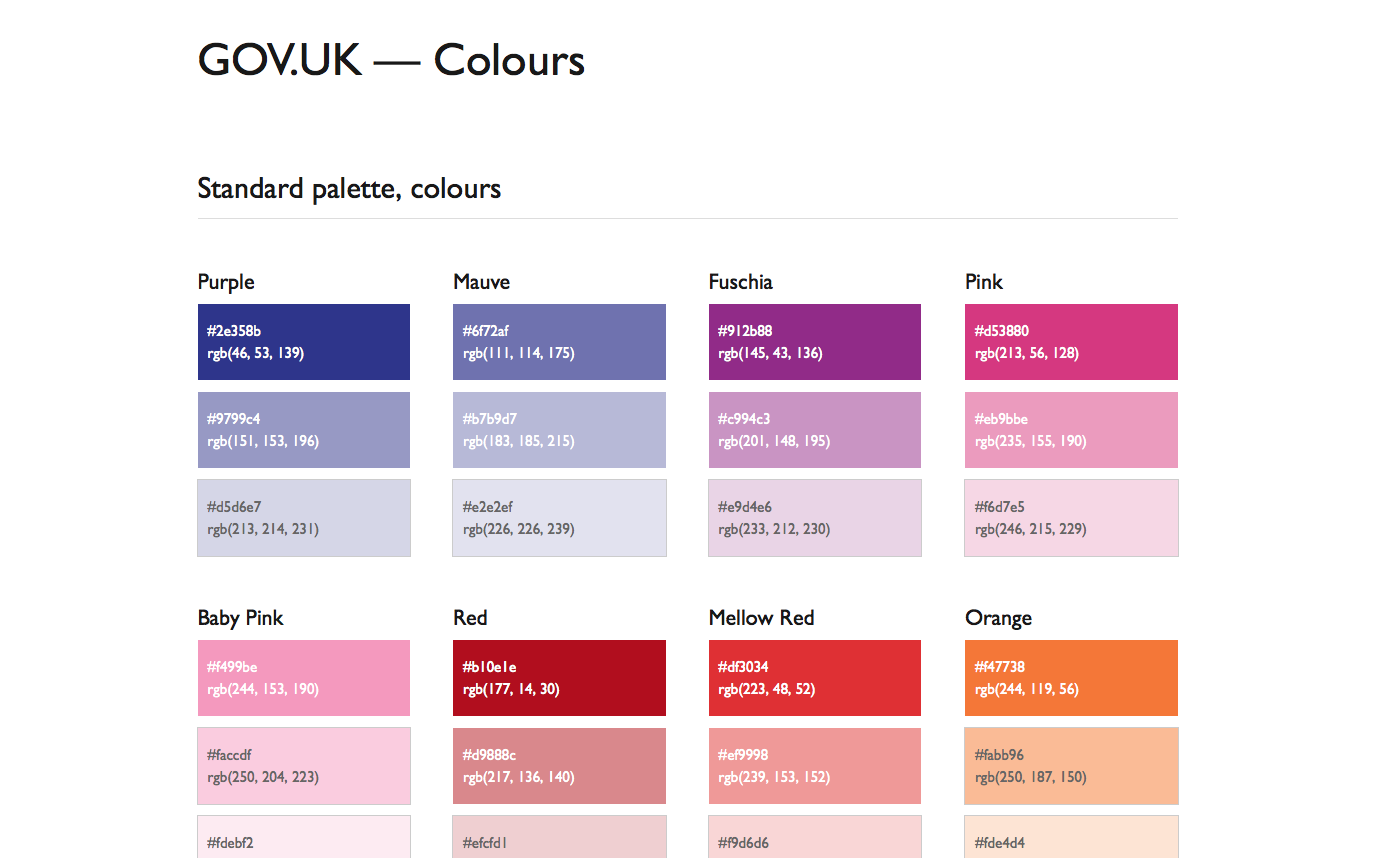 GOV.UK — Colours
Standard palette, colours
Purple
#2e358b
rgb(46, 53, 139)
#9799c4
rgb(151, 153, 196)
#d5d6e7
rgb(213, 214, 231)
Mauve
#6f72af
rgb(111, 114, 175)
#b7b9d7
rgb(183, 185, 215)
#e2e2ef
rgb(226, 226, 239)
Fuschia
#912b88
rgb(145, 43, 136)
#c994c3
rgb(201, 148, 195)
#e9d4e6
rgb(233, 212, 230)
Pink
#d53880
rgb(213, 56, 128)
#eb9bbe
rgb(235, 155, 190)
#f6d7e5
rgb(246, 215, 229)
Baby Pink
#f499be
rgb(244, 153, 190)
#faccdf
rgb(250, 204, 223)
#fdebf2
Red
#b10e1e
rgb(177, 14, 30)
#d9888c
rgb(217, 136, 140)
#efcfd1
Mellow Red
#df3034
rgb(223, 48, 52)
#ef9998
rgb(239, 153, 152)
#f9d6d6
Orange
#f47738
rgb(244, 119, 56)
#fabb96
rgb(250, 187, 150)
#fde4d4